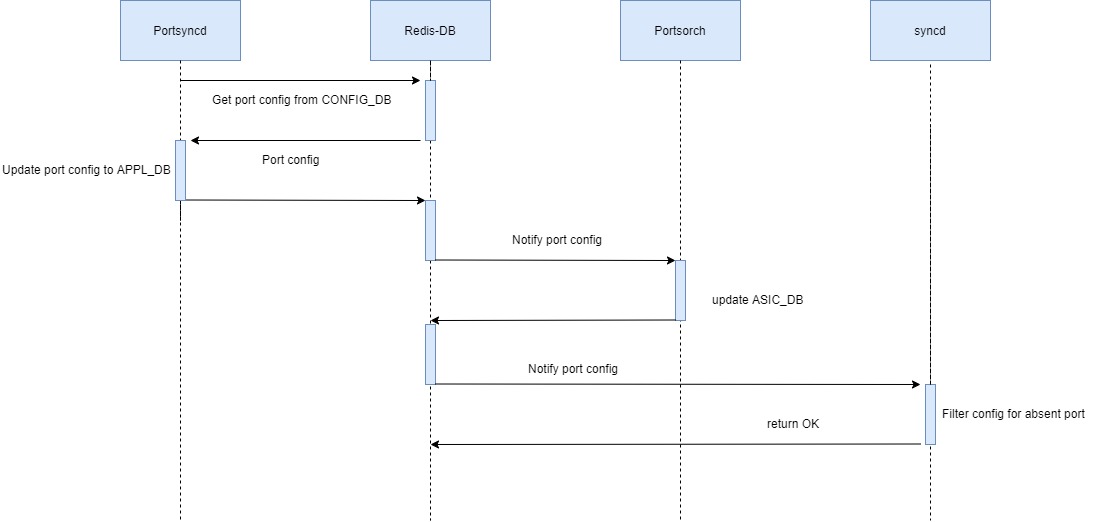 Portsyncd
Redis-DB
Portsorch
syncd
Get port config from CONFIG_DB
Port config
Update port config to APPL_DB
Notify port config
update ASIC_DB
Notify port config
Filter config for absent port
return OK